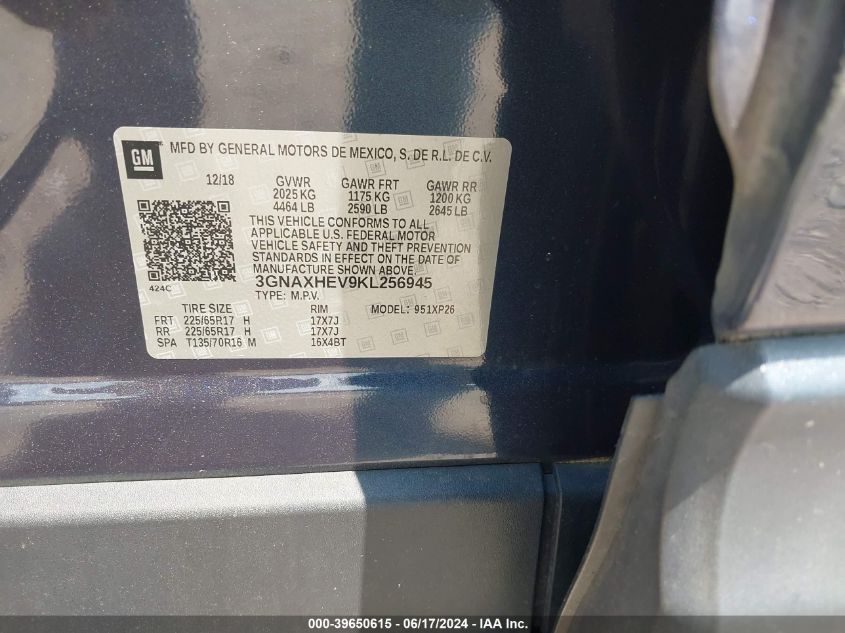 GM MFD BY GENERAL MOTORS DE MEXICO, S. DE R.L. DE C.V.
12/18 GVWR GAWR FRT GAWR RR
2025 KG 1175 KG 1200 KG
4464 LB 2590 LB 2645 LB
THIS VEHICLE CONFORMS TO ALL
APPLICABLE U.S. FEDERAL MOTOR
VEHICLE SAFETY AND THEFT PREVENTION
STANDARDS IN EFFECT ON THE DATE OF
MANUFACTURE SHOWN ABOVE.
424C 3GNAXHEV9KL256945
TYPE: M.P.V.
TIRE SIZE RIM MODEL: 951XP26
FRT 225/65R17 H 17X7J
RR 225/65R17 H 17X7J
SPA T135/70R16 M 16X4BT
000-39650615 - 06/17/2024 - IAA Inc.